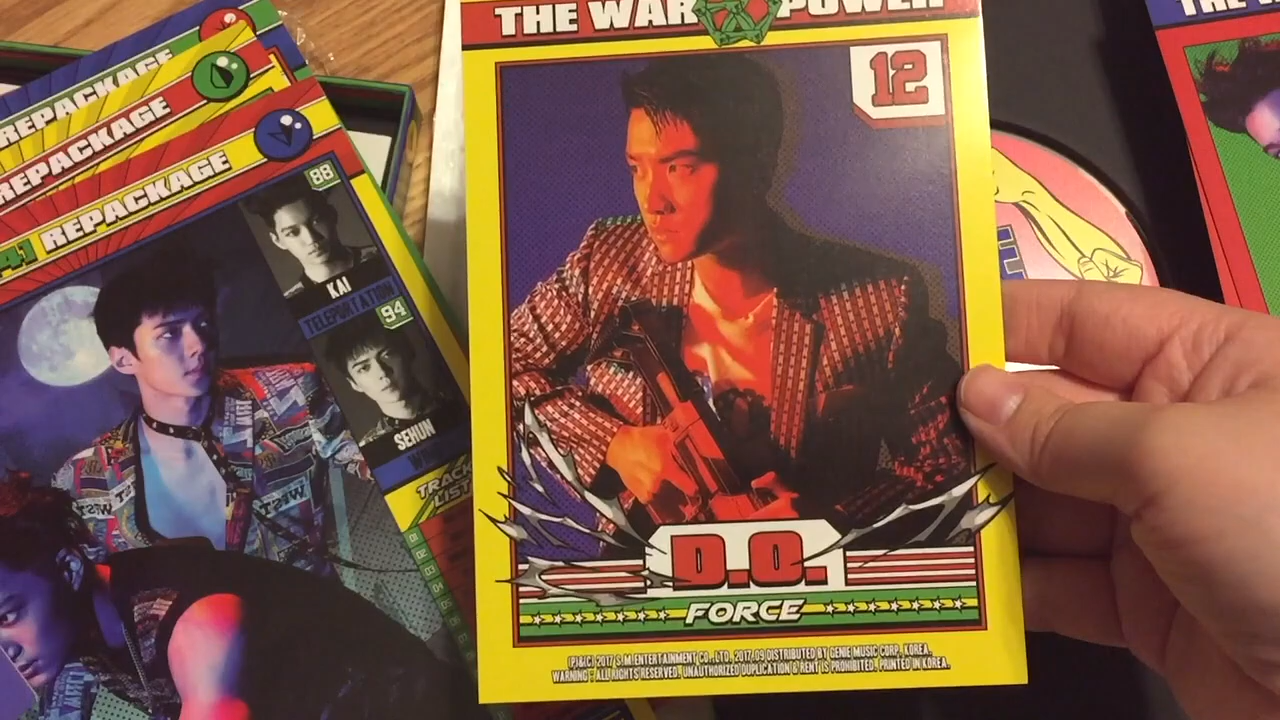 THE WAR POWER
12
D.O.
FORCE
(P)&(C) 2017 S.M.ENTERTAINMENT CO.,LTD. 2017.09 DISTRIBUTED BY GENIE MUSIC CORP. KOREA.
WARNING : ALL RIGHTS RESERVED. UNAUTHORIZED DUPLICATION & RENT IS PROHIBITED. PRINTED IN KOREA.
REPACKAGE
REPACKAGE
REPACKAGE
88
KAI
TELEPORTATION
94
SEHUN
TRACK
LIST